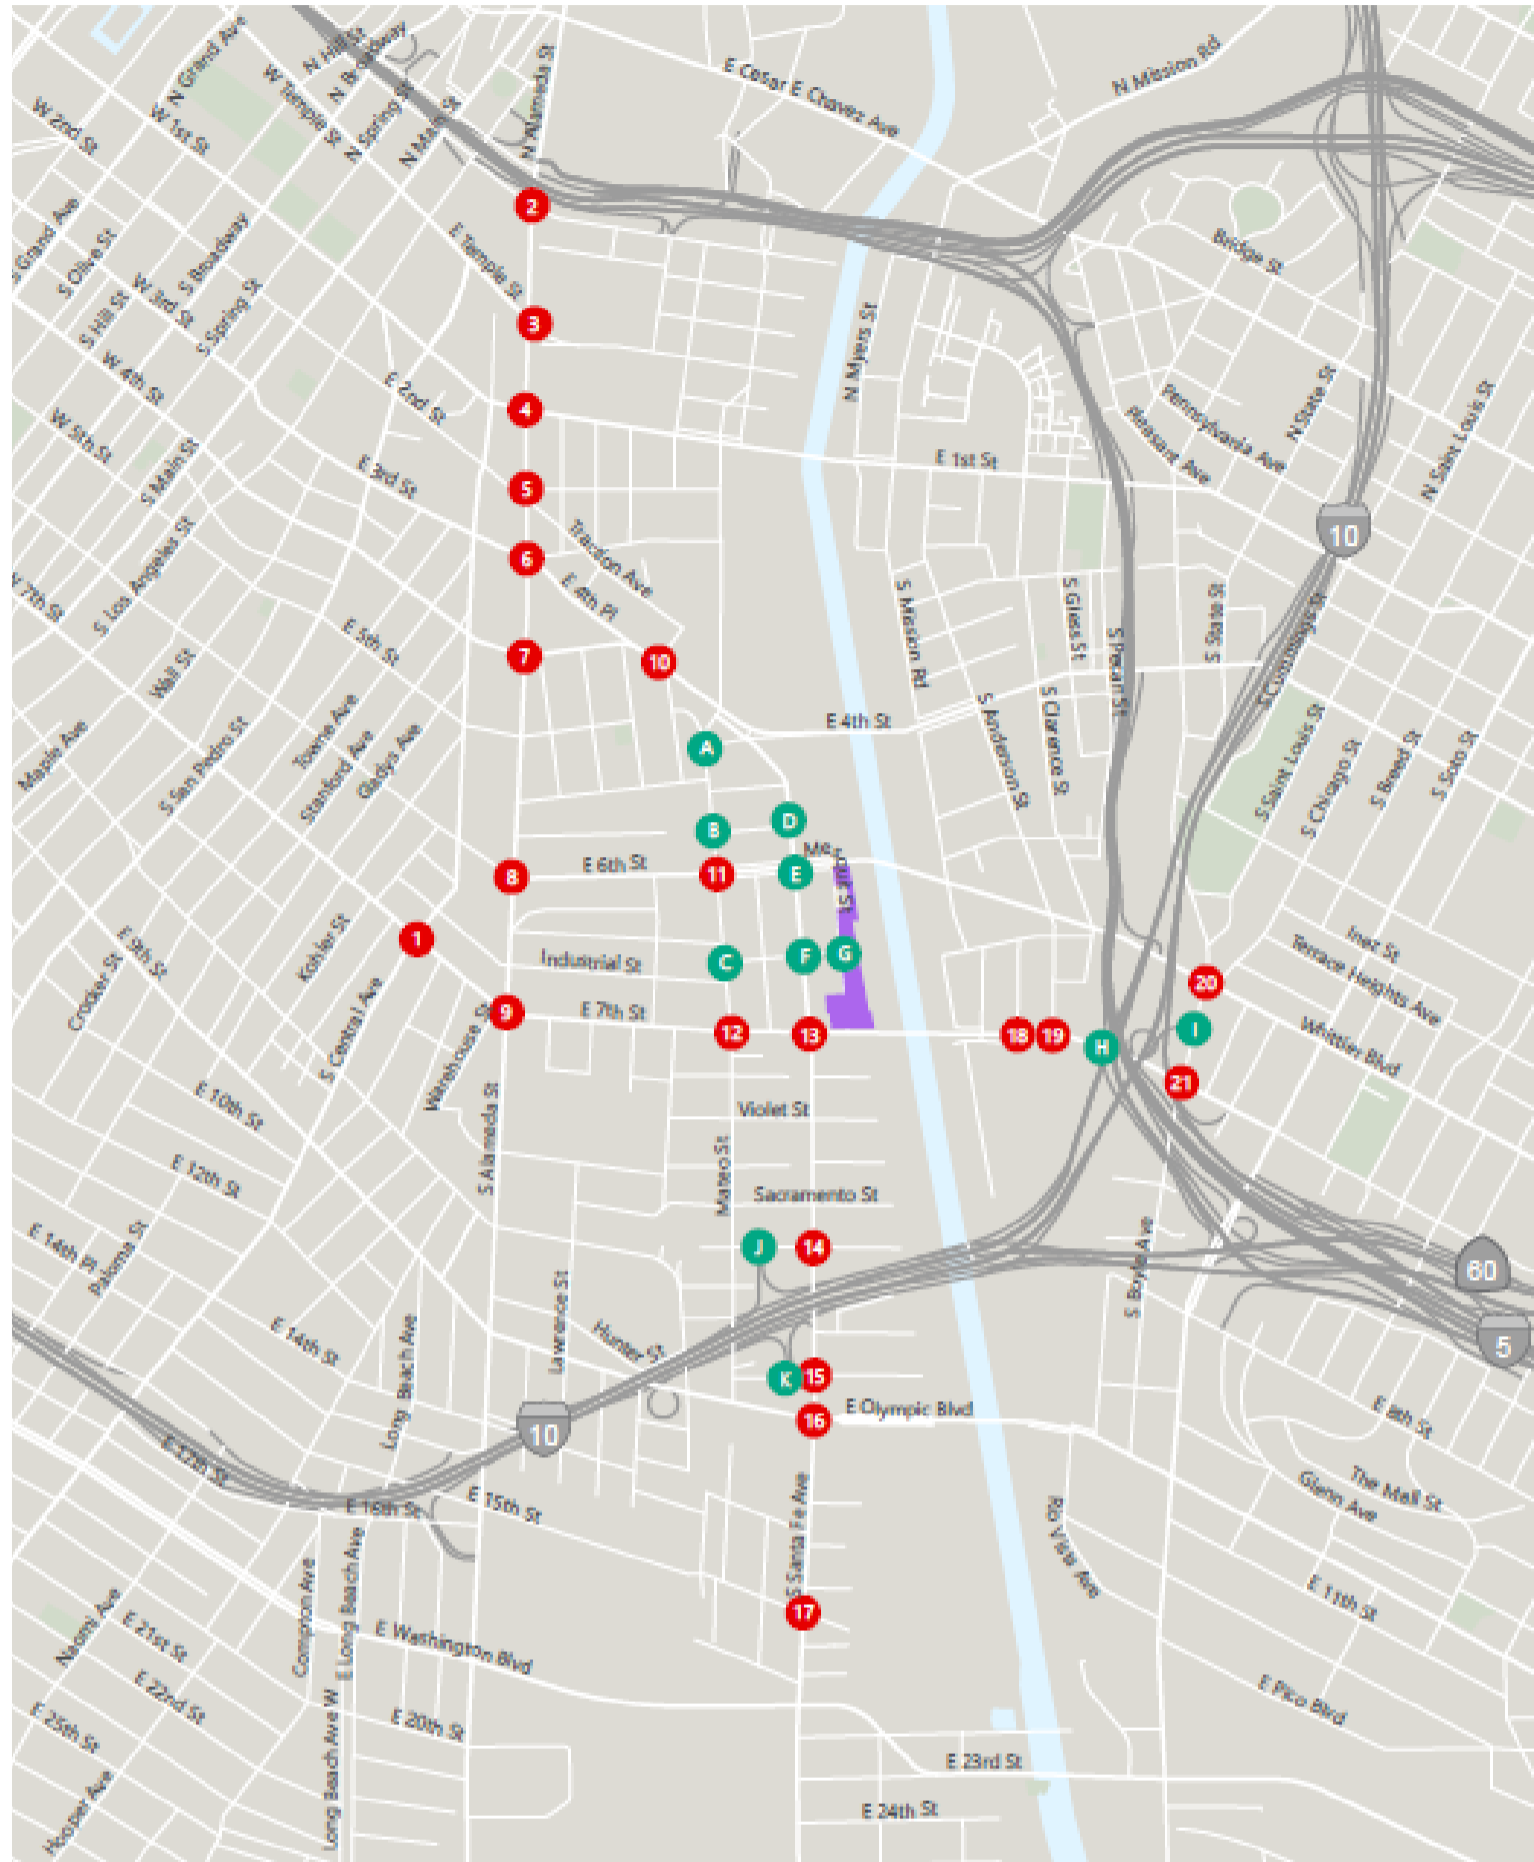 N Hill St
N Broadway
N Grand Ave
W Temple St
N Spring St
N Main St
N Alameda St
E Cesar E Chavez Ave
N Mission Rd
W 2nd St
W 1st St
2
S Grand Ave
S Olive St
S Broadway
E Temple St
Bridge St
W 3rd St
S Hill St
S Spring St
3
N Myers St
W 4th St
E 2nd St
4
Pennsylvania Ave
N State St
Pleasant Ave
N Saint Louis St
W 5th St
S Main St
E 3rd St
5
E 1st St
10
S Los Angeles St
Traction Ave
6
E 4th Pl
W 7th St
E 5th St
S Mission Rd
S Gless St
S Pecan St
S State St
S Cummings St
Wall St
7
10
Maple Ave
S San Pedro St
Towne Ave
Stanford Ave
Gladys Ave
A
E 4th St
S Anderson St
S Clarence St
S Saint Louis St
S Chicago St
S Breed St
S Soto St
B
D
8
E 6th St
11
E
1
Kohler St
E 9th St
Crocker St
Industrial St
C
F
G
Inez St
Terrace Heights Ave
20
9
E 7th St
12
13
18
19
H
I
Whittier Blvd
S Central Ave
Warehouse St
21
E 10th St
Violet St
S Alameda St
E 12th St
Mateo St
Sacramento St
E 14th Pl
Paloma St
J
14
S Boyle Ave
60
E 14th St
Long Beach Ave
Lawrence St
Hunter St
5
K
15
16
E Olympic Blvd
10
E 8th St
E 17th St
E 16th St
E 15th St
S Santa Fe Ave
Rio Vista Ave
The Mall St
Glenn Ave
Naomi Ave
Compton Ave
E Long Beach Ave
17
E 11th St
E 21st St
E Washington Blvd
E 22nd St
E Pico Blvd
E 25th St
E 20th St
Long Beach Ave W
E 23rd St
Hooper Ave
E 24th St